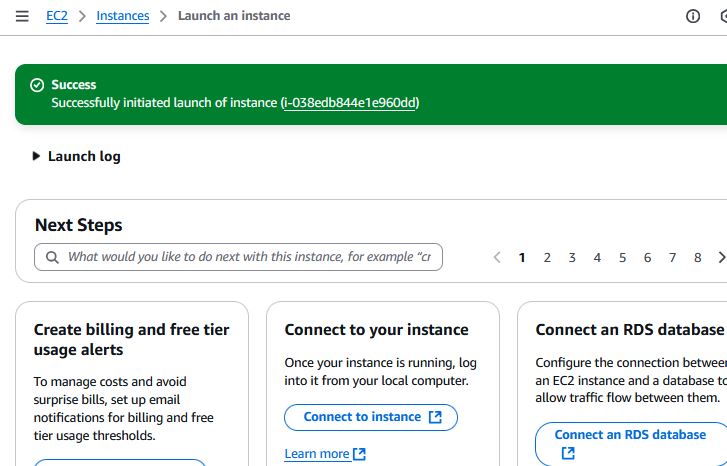 EC2 > Instances > Launch an instance
Success
Successfully initiated launch of instance (i-038edb844e1e960dd)
Launch log
Next Steps
What would you like to do next with this instance, for example "cr
1 2 3 4 5 6 7 8
Create billing and free tier
usage alerts
To manage costs and avoid
surprise bills, set up email
notifications for billing and free
tier usage thresholds.
Connect to your instance
Once your instance is running, log
into it from your local computer.
Connect to instance
Learn more
Connect an RDS database
Configure the connection between
an EC2 instance and a database to
allow traffic flow between them.
Connect an RDS database